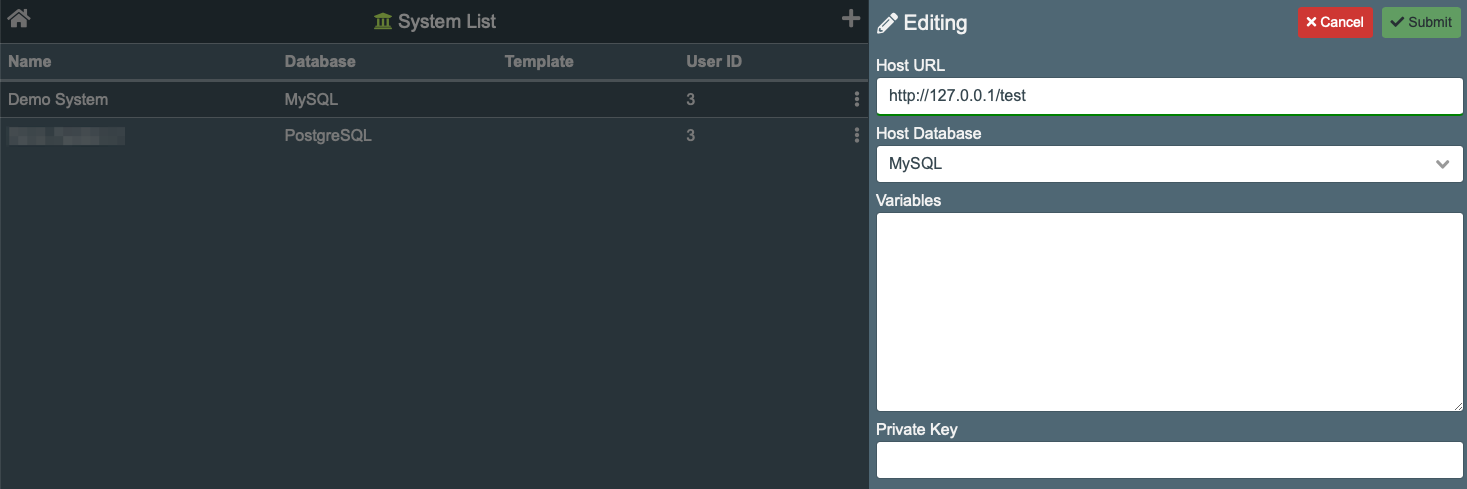 System List
Name Database Template User ID
Demo System MySQL 3
PostgreSQL 3
Editing
Cancel Submit
Host URL
http://127.0.0.1/test
Host Database
MySQL
Variables
Private Key